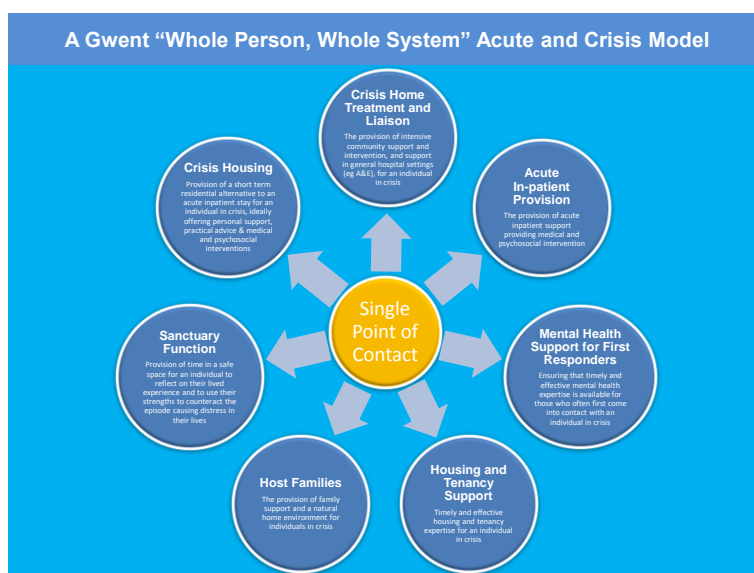 A Gwent “Whole Person, Whole System” Acute and Crisis Model
Crisis Home
Treatment and
Liaison
The provision of intensive
community support and
intervention, and support
in general hospital settings
(eg A&E), for an individual
in crisis
Acute
In-patient
Provision
The provision of acute
inpatient support
providing medical and
psychosocial intervention
Mental Health
Support for First
Responders
Ensuring that timely and
effective mental health
expertise is available for
those who often first come
into contact with an
individual in crisis
Housing and
Tenancy
Support
Timely and effective
housing and tenancy
expertise for an individual
in crisis
Host Families
The provision of family
support and a natural
home environment for
individuals in crisis
Sanctuary
Function
Provision of time in a safe
space for an individual to
reflect on their lived
experience and to use their
strengths to counteract the
episode causing distress in
their lives
Crisis Housing
Provision of a short term
residential alternative to an
acute inpatient stay for an
individual in crisis, ideally
offering personal support,
practical advice & medical
and psychosocial
interventions
Single
Point of
Contact